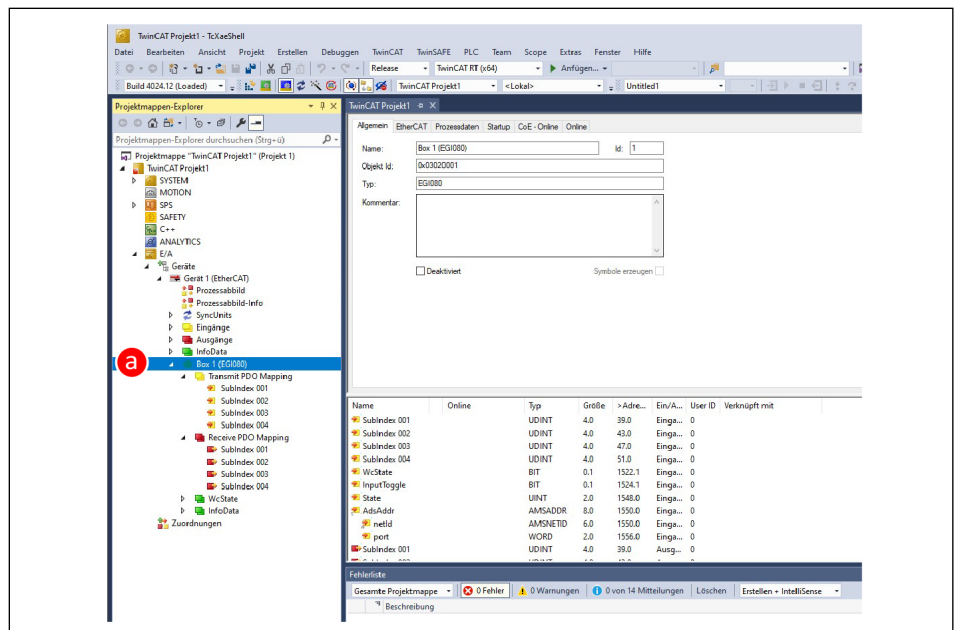 TwinCAT Projekt1 - TcXaeShell
Datei Bearbeiten Ansicht Projekt Erstellen Debuggen TwinCAT TwinSAFE PLC Team Scope Extras Fenster Hilfe
Release TwinCAT RT (x64) Anfügen...
Build 4024.12 (Loaded) TwinCAT Projekt1 <Lokal> Untitled1
Projektmappen-Explorer
Projektmappen-Explorer durchsuchen (Strg+ü)
Projektmappe "TwinCAT Projekt1" (Projekt 1)
TwinCAT Projekt1
SYSTEM
MOTION
SPS
SAFETY
C++
ANALYTICS
E/A
Geräte
Gerät 1 (EtherCAT)
Prozessabbild
Prozessabbild-Info
SyncUnits
Eingänge
Ausgänge
InfoData
a
Box 1 (EGI080)
Transmit PDO Mapping
SubIndex 001
SubIndex 002
SubIndex 003
SubIndex 004
Receive PDO Mapping
SubIndex 001
SubIndex 002
SubIndex 003
SubIndex 004
WcState
InfoData
Zuordnungen
TwinCAT Projekt1
Allgemein EtherCAT Prozessdaten Startup CoE - Online Online
Name: Box 1 (EGI080) Id: 1
Objekt Id: 0x03020001
Typ: EGI080
Kommentar:
Deaktiviert Symbole erzeugen
Name Online Typ Größe >Adre... Ein/A... User ID Verknüpft mit
SubIndex 001 UDINT 4.0 39.0 Einga... 0
SubIndex 002 UDINT 4.0 43.0 Einga... 0
SubIndex 003 UDINT 4.0 47.0 Einga... 0
SubIndex 004 UDINT 4.0 51.0 Einga... 0
WcState BIT 0.1 1522.1 Einga... 0
InputToggle BIT 0.1 1524.1 Einga... 0
State UINT 2.0 1548.0 Einga... 0
AdsAddr AMSADDR 8.0 1550.0 Einga... 0
netId AMSNETID 6.0 1550.0 Einga... 0
port WORD 2.0 1556.0 Einga... 0
SubIndex 001 UDINT 4.0 39.0 Ausg... 0
Fehlerliste
Gesamte Projektmappe 0 Fehler 0 Warnungen 0 von 14 Mitteilungen Löschen Erstellen + IntelliSense
Beschreibung